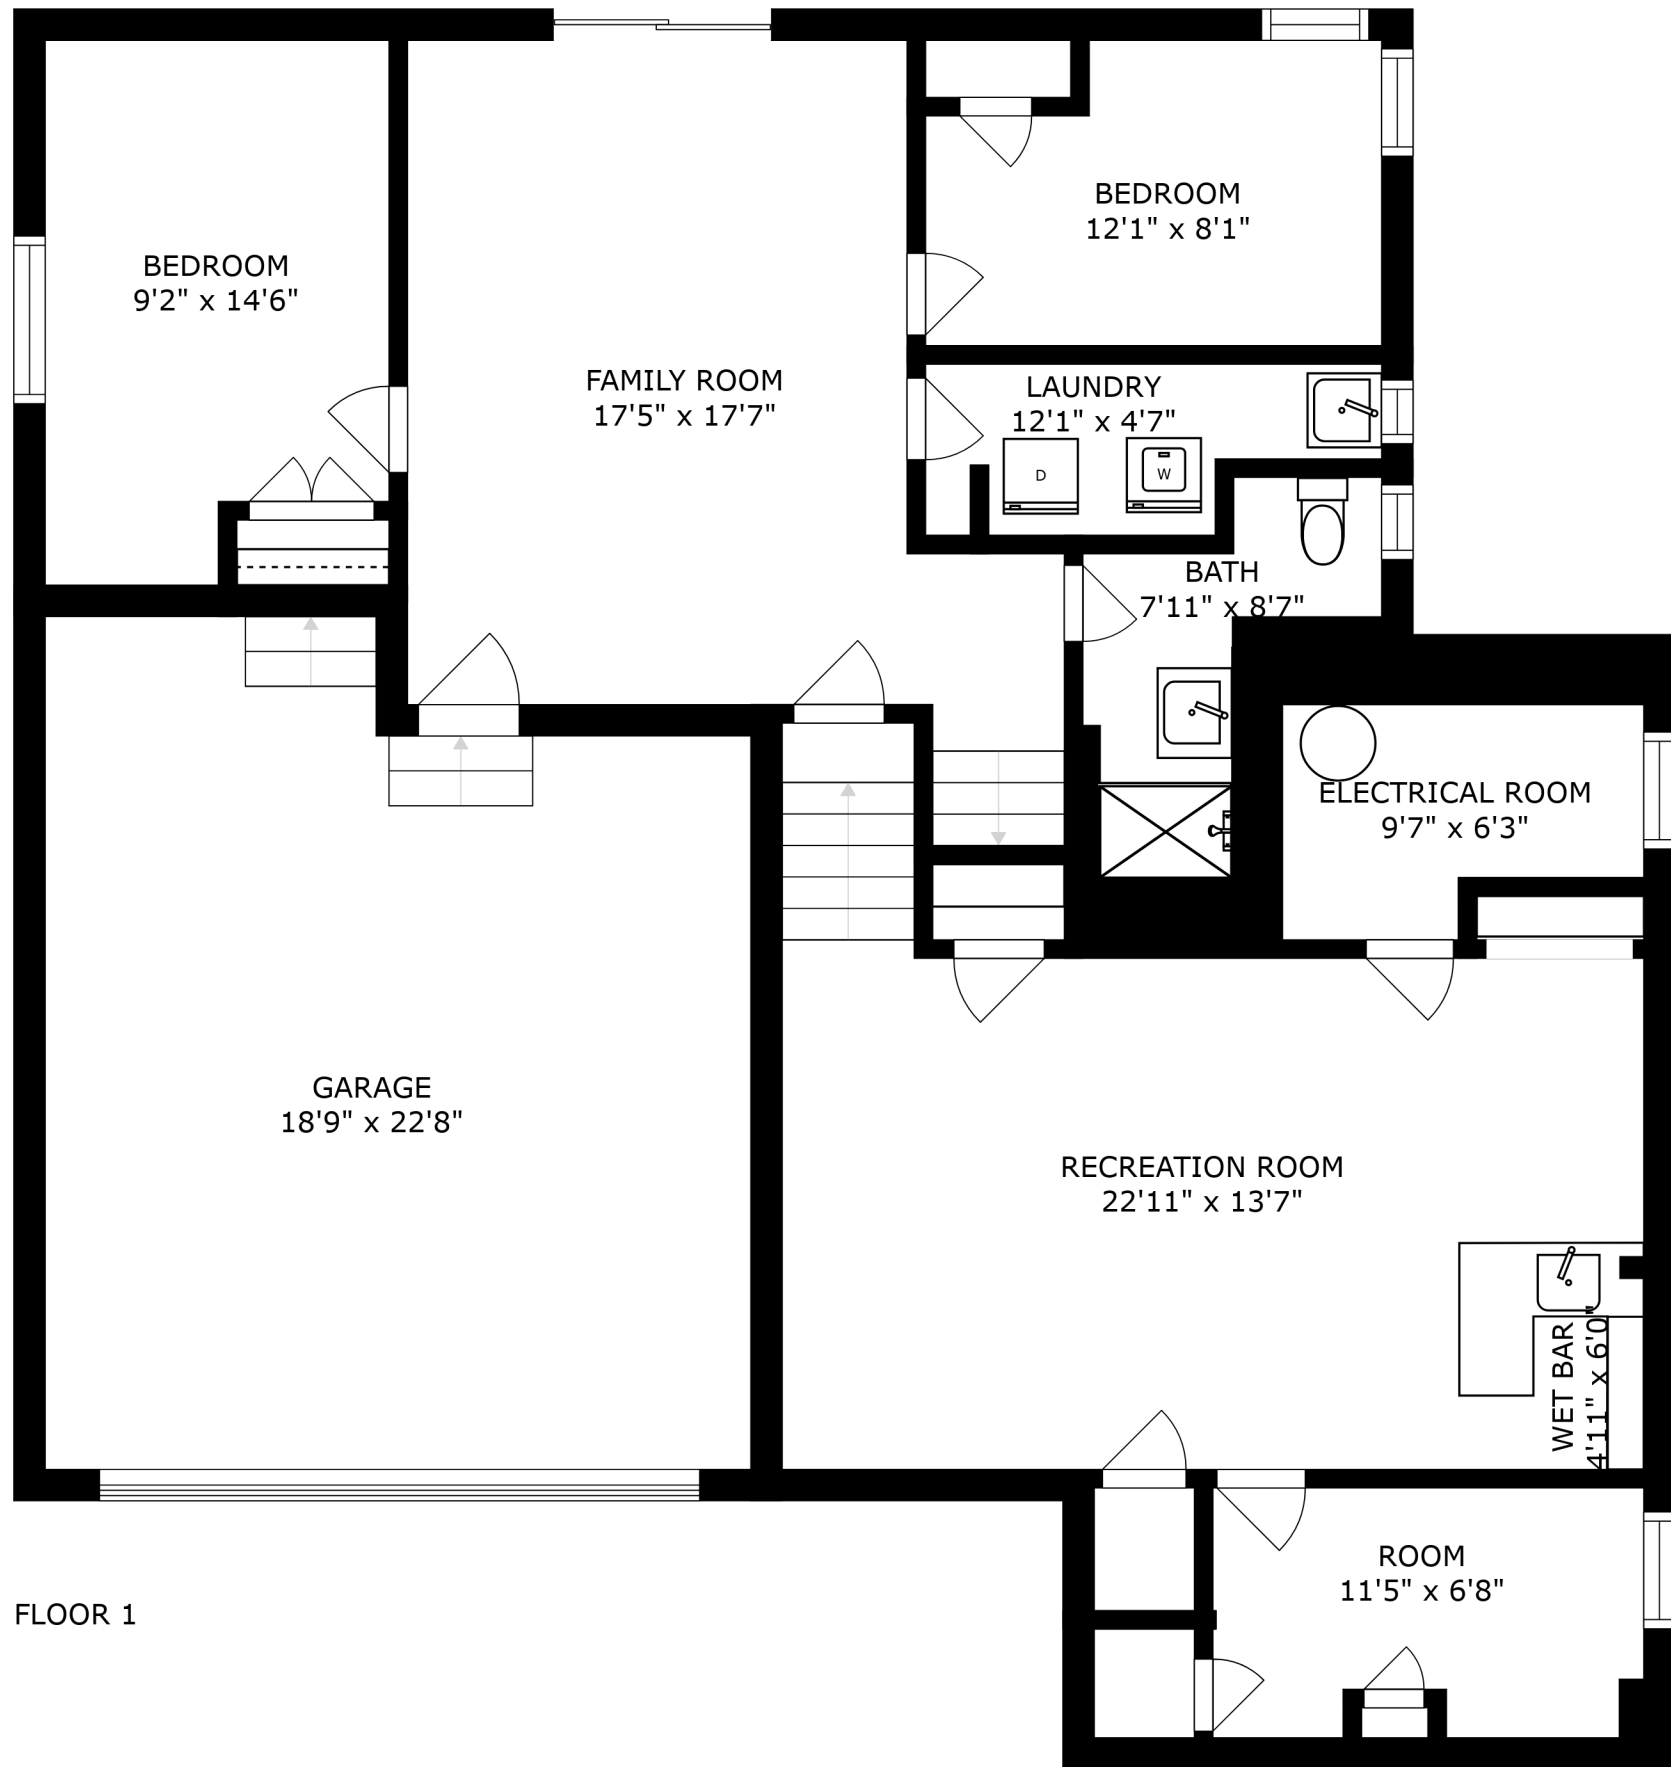 BEDROOM
12'1" x 8'1"
BEDROOM
9'2" x 14'6"
FAMILY ROOM
17'5" x 17'7"
LAUNDRY
12'1" x 4'7"
D
W
BATH
7'11" x 8'7"
ELECTRICAL ROOM
9'7" x 6'3"
GARAGE
18'9" x 22'8"
RECREATION ROOM
22'11" x 13'7"
WET BAR
4'11" x 6'0"
ROOM
11'5" x 6'8"
FLOOR 1